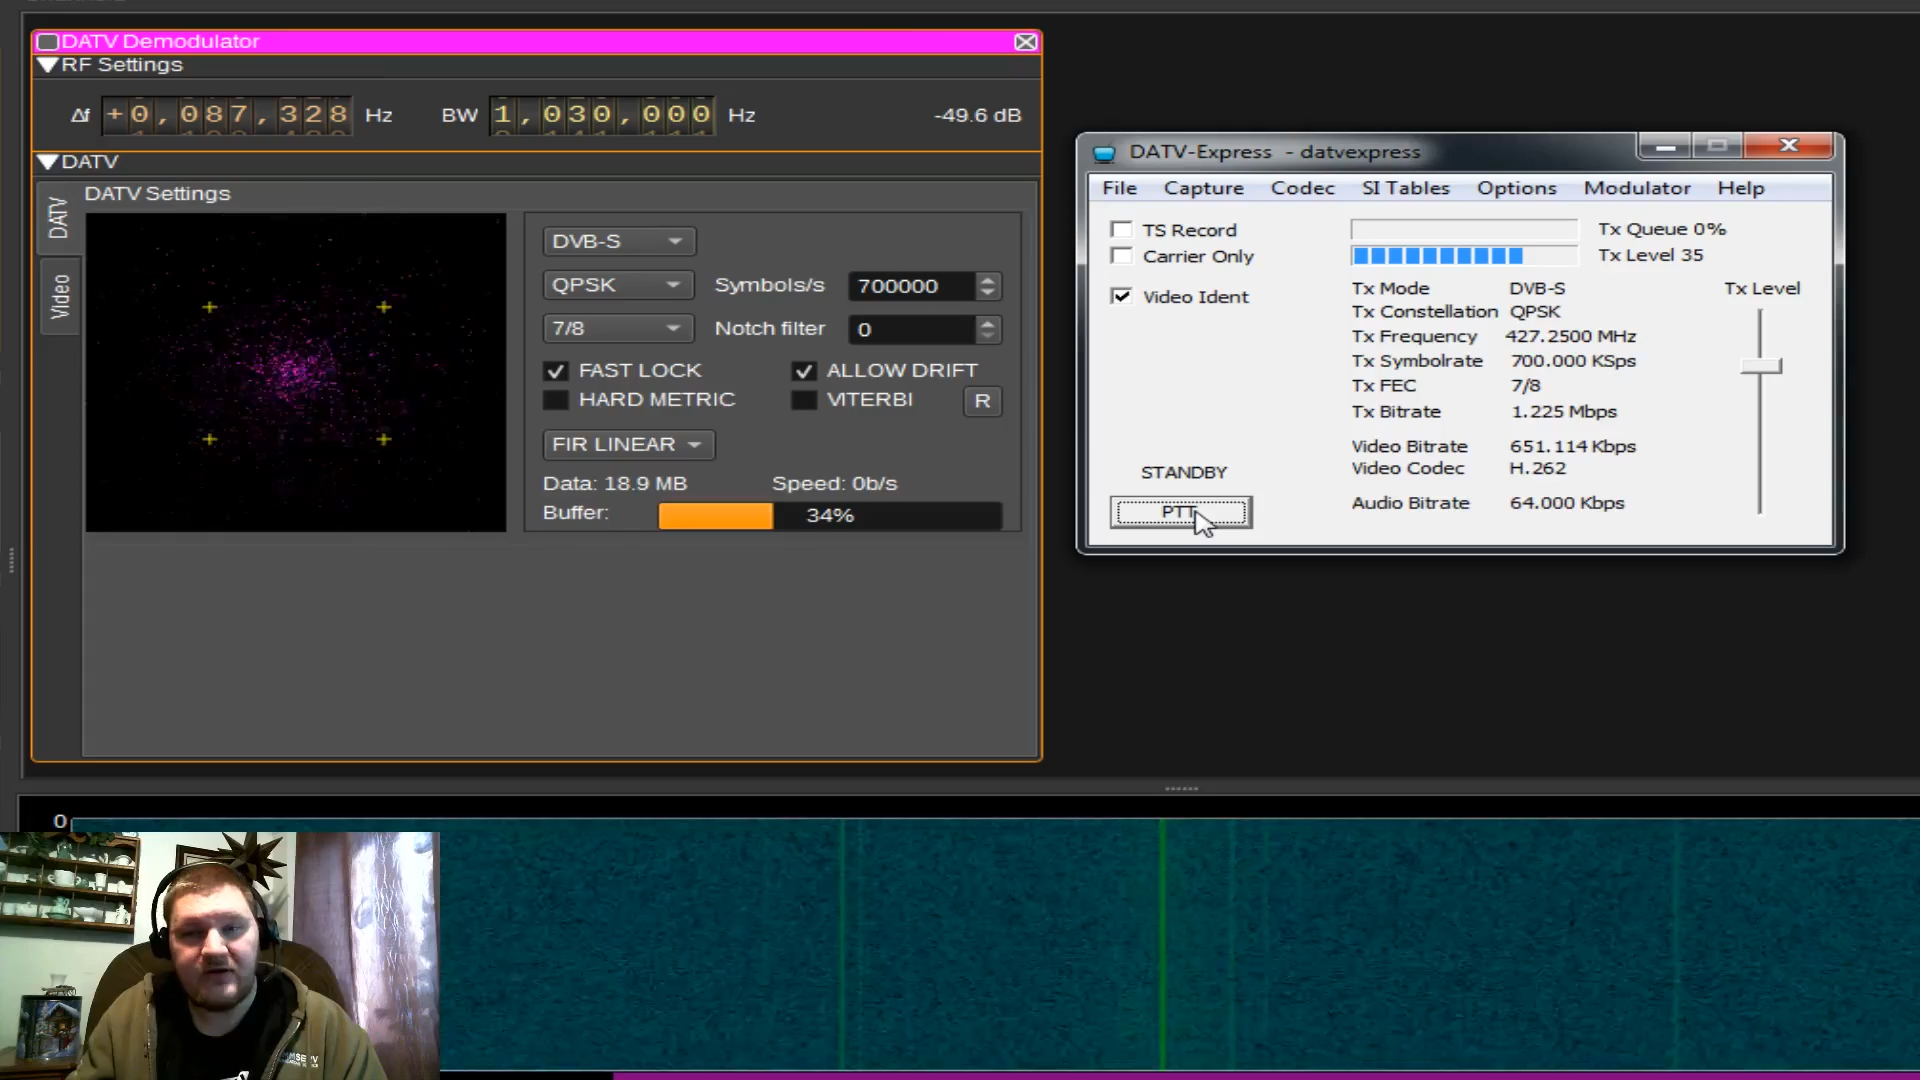 DATV Demodulator
RF Settings
Δf +0,087,328 Hz BW 1,030,000 Hz -49.6 dB
DATV
DATV
Video
DATV Settings
DVB-S
QPSK Symbols/s 700000
7/8 Notch filter 0
FAST LOCK ALLOW DRIFT
HARD METRIC VITERBI R
FIR LINEAR
Data: 18.9 MB Speed: 0b/s
Buffer: 34%
DATV-Express - datvexpress
File Capture Codec SI Tables Options Modulator Help
TS Record Tx Queue 0%
Carrier Only Tx Level 35
Video Ident
Tx Mode DVB-S Tx Level
Tx Constellation QPSK
Tx Frequency 427.2500 MHz
Tx Symbolrate 700.000 KSps
Tx FEC 7/8
Tx Bitrate 1.225 Mbps
Video Bitrate 651.114 Kbps
Video Codec H.262
Audio Bitrate 64.000 Kbps
STANDBY
PTT
0